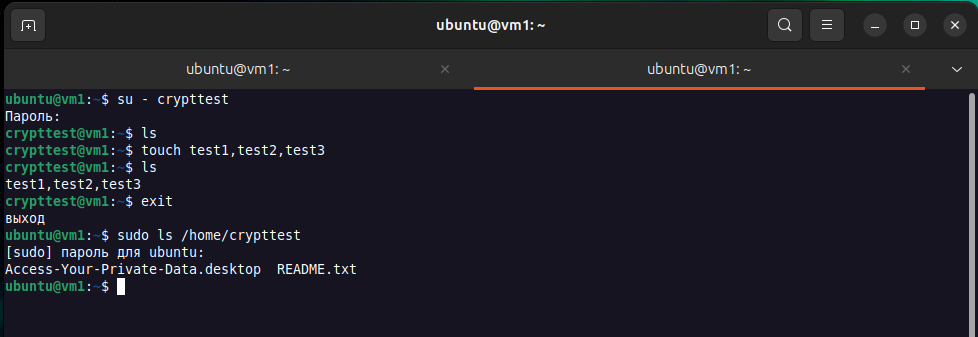 ubuntu@vm1: ~
ubuntu@vm1: ~ ubuntu@vm1: ~
ubuntu@vm1:~$ su - crypttest
Пароль:
crypttest@vm1:~$ ls
crypttest@vm1:~$ touch test1,test2,test3
crypttest@vm1:~$ ls
test1,test2,test3
crypttest@vm1:~$ exit
выход
ubuntu@vm1:~$ sudo ls /home/crypttest
[sudo] пароль для ubuntu:
Access-Your-Private-Data.desktop  README.txt
ubuntu@vm1:~$